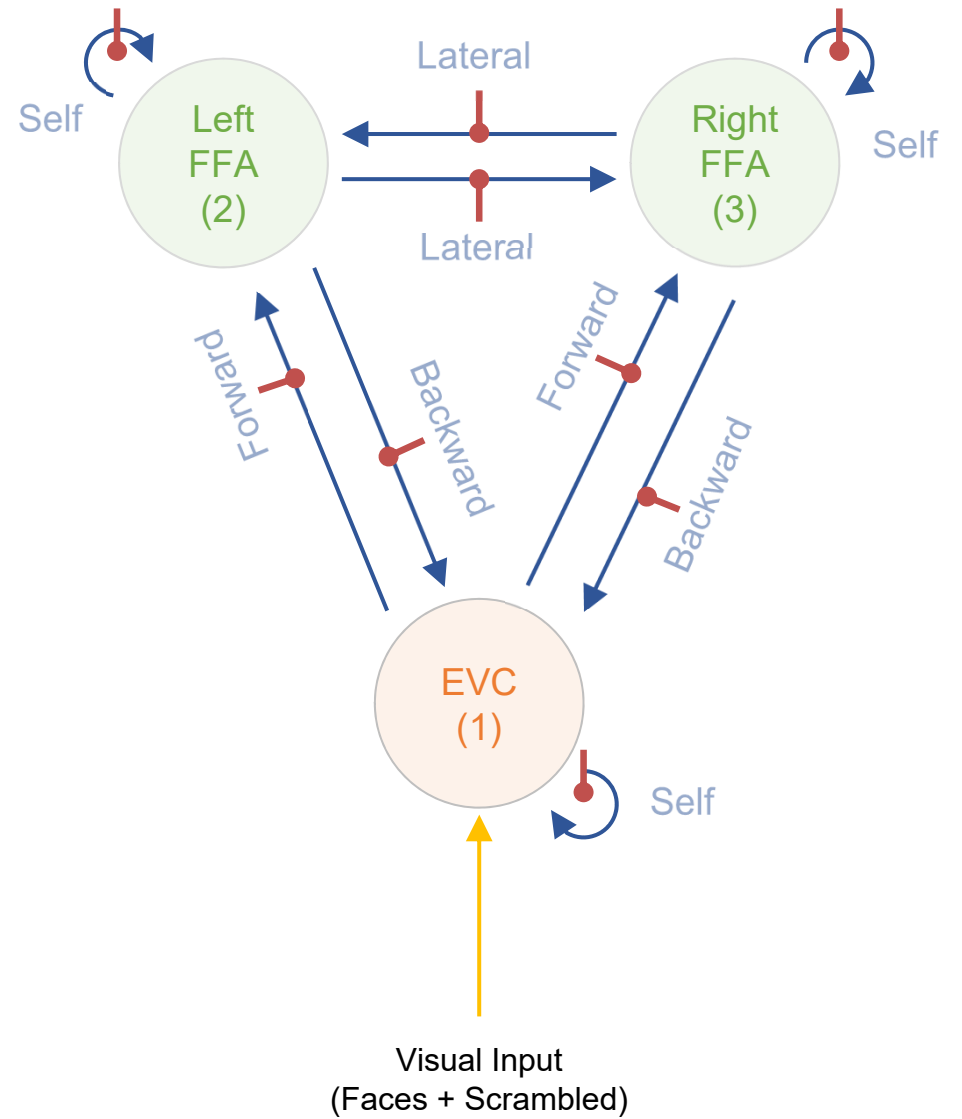 Lateral
Self
Left
FFA
(2)
Right
FFA
(3)
Self
Lateral
Forward
Backward
Forward
Backward
EVC
(1)
Self
Visual Input
(Faces + Scrambled)